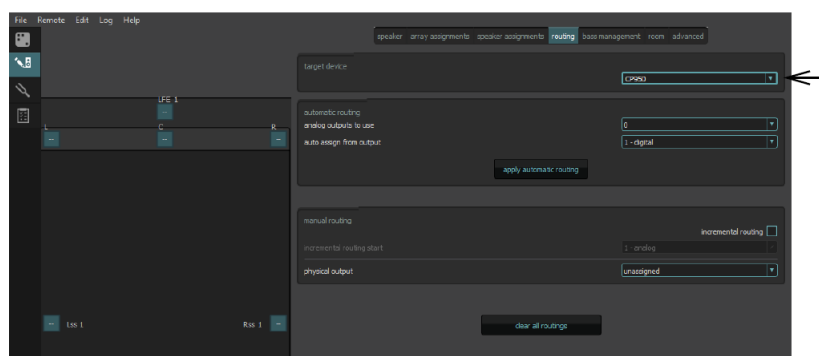 File Remote Edit Log Help
speaker array assignments speaker assignments routing bass management room advanced
target device
CP950
LFE 1
L C R
-- -- --
--
automatic routing
analog outputs to use 0
auto assign from output 1 - digital
apply automatic routing
manual routing
incremental routing
incremental routing start 1 - analog
physical output unassigned
-- Lss 1 Rss 1 --
clear all routings